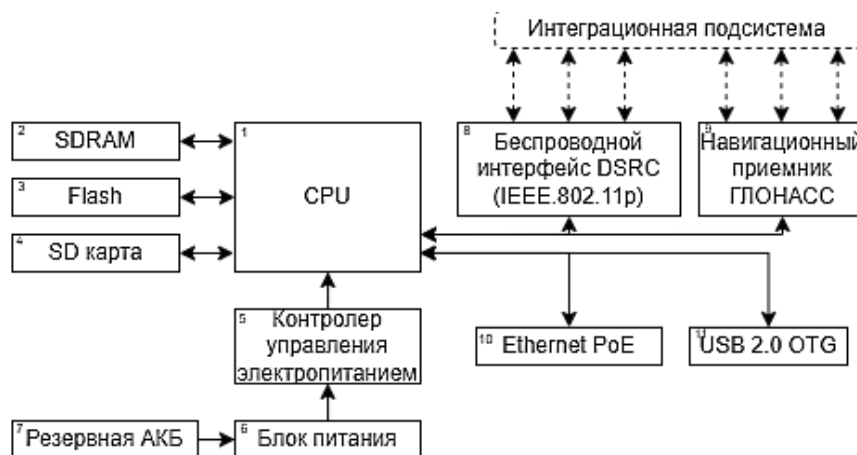 Интеграционная подсистема
2
SDRAM
1
CPU
8
Беспроводной
интерфейс DSRC
(IEEE.802.11p)
9
Навигационный
приемник
ГЛОНАСС
3
Flash
4
SD карта
5
Контролер
управления
электропитанием
10
Ethernet PoE
11
USB 2.0 OTG
7
Резервная АКБ
6
Блок питания